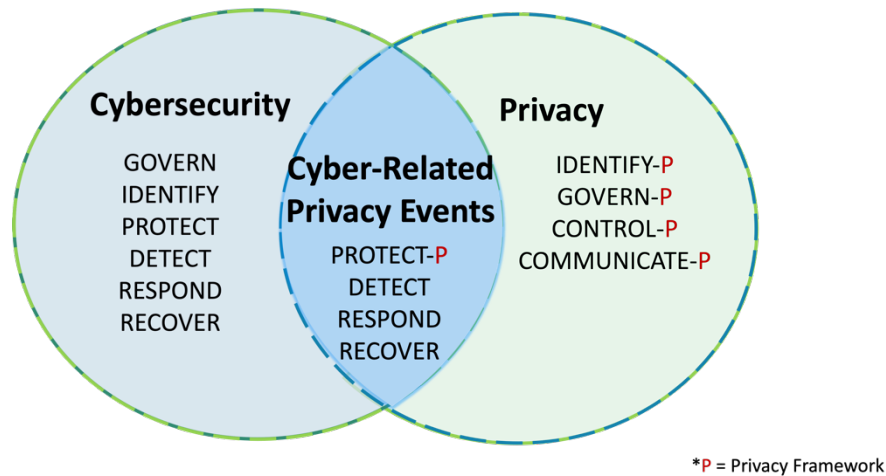 Cybersecurity
GOVERN
IDENTIFY
PROTECT
DETECT
RESPOND
RECOVER
Cyber-Related
Privacy Events
PROTECT-P
DETECT
RESPOND
RECOVER
Privacy
IDENTIFY-P
GOVERN-P
CONTROL-P
COMMUNICATE-P
*P = Privacy Framework